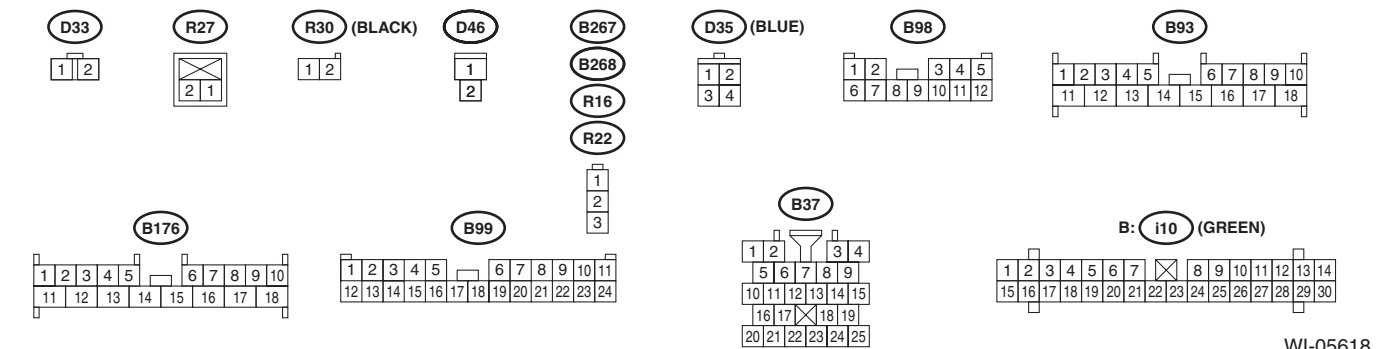 D33
1 2
R27
2 1
R30 (BLACK)
1 2
D46
1
2
B267
B268
R16
R22
1
2
3
D35 (BLUE)
1 2
3 4
B98
1 2 3 4 5
6 7 8 9 10 11 12
B93
1 2 3 4 5 6 7 8 9 10
11 12 13 14 15 16 17 18
B176
1 2 3 4 5 6 7 8 9 10
11 12 13 14 15 16 17 18
B99
1 2 3 4 5 6 7 8 9 10 11
12 13 14 15 16 17 18 19 20 21 22 23 24
B37
1 2 3 4
5 6 7 8 9
10 11 12 13 14 15
16 17 18 19
20 21 22 23 24 25
B: i10 (GREEN)
1 2 3 4 5 6 7 8 9 10 11 12 13 14
15 16 17 18 19 20 21 22 23 24 25 26 27 28 29 30
WI-05618